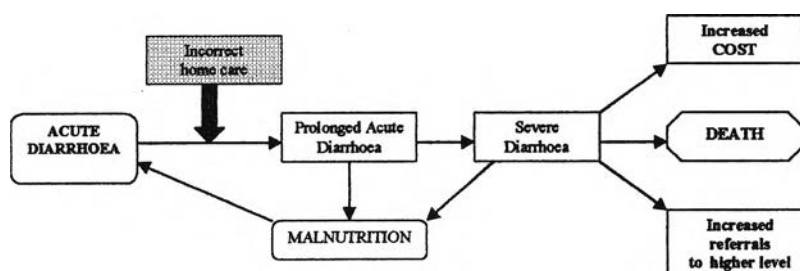 Incorrect
home care
Increased
COST
ACUTE
DIARRHOEA
Prolonged Acute
Diarrhoea
Severe
Diarrhoea
DEATH
MALNUTRITION
Increased
referrals
to higher level